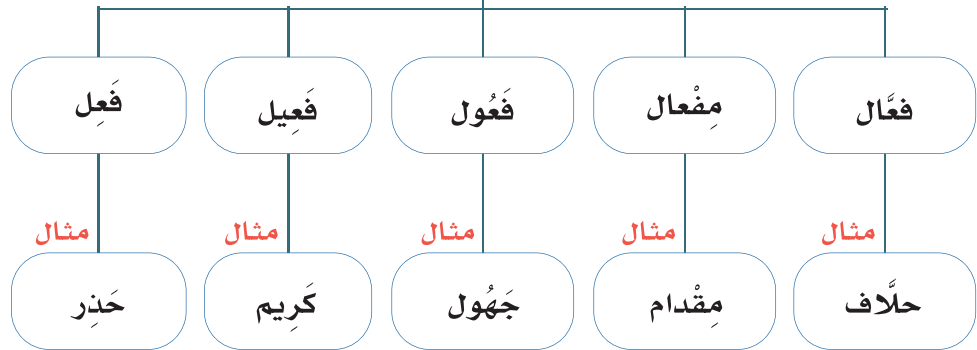 فعَّال مِفْعال فَعُول فَعِيل فَعِل
مثال مثال مثال مثال مثال
حلَّاف مِقْدام جَهُول كَرِيم حَذِر